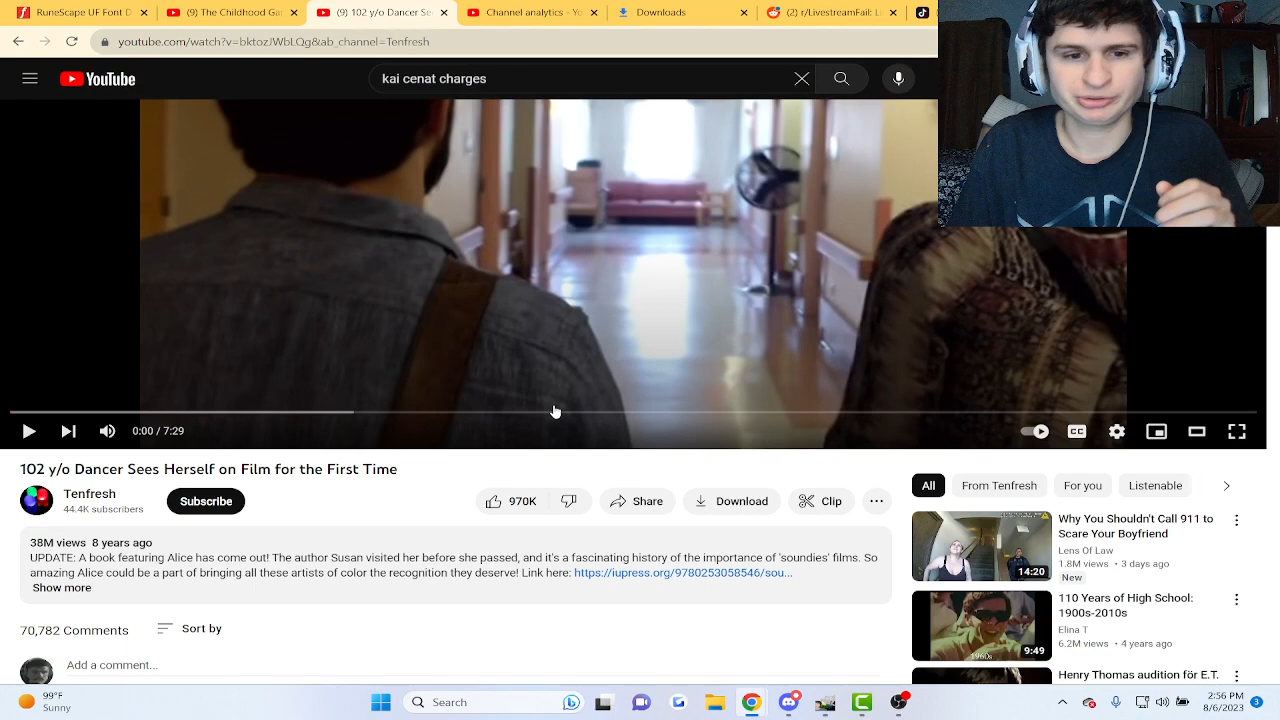 RuneScape UF Font D
(9) The Chatbood Gai
(9) 102 y/o Dancer Se
Channel analytics - Yo
Downloads
(2) r/LivestreamFail: L
youtube.com/watch?v=bktozJWbLQg&ab_channel=Tenfresh
YouTube
kai cenat charges
0:00 / 7:29
CC
102 y/o Dancer Sees Herself on Film for the First Time
Tenfresh
44.4K subscribers
Subscribe
970K
Share
Download
Clip
38M views 8 years ago
UPDATE: A book featuring Alice has come out! The author Susan visited her before she passed, and it's a fascinating history of the importance of 'soundies' films. So
amazing Alice could be a part of bringing all these women of color the recognition they deserve! Link here: https://iupress.org/9780253058546/sou...
Show more
70,782 Comments
Sort by
Add a comment...
All
From Tenfresh
For you
Listenable
14:20
Why You Shouldn't Call 911 to
Scare Your Boyfriend
Lens Of Law
1.8M views • 3 days ago
New
1960s
9:49
110 Years of High School:
1900s-2010s
Elina T
6.2M views • 4 years ago
Henry Thomas audition för E.T.
99°F
Sunny
Search
2:56 PM
8/6/2023
3